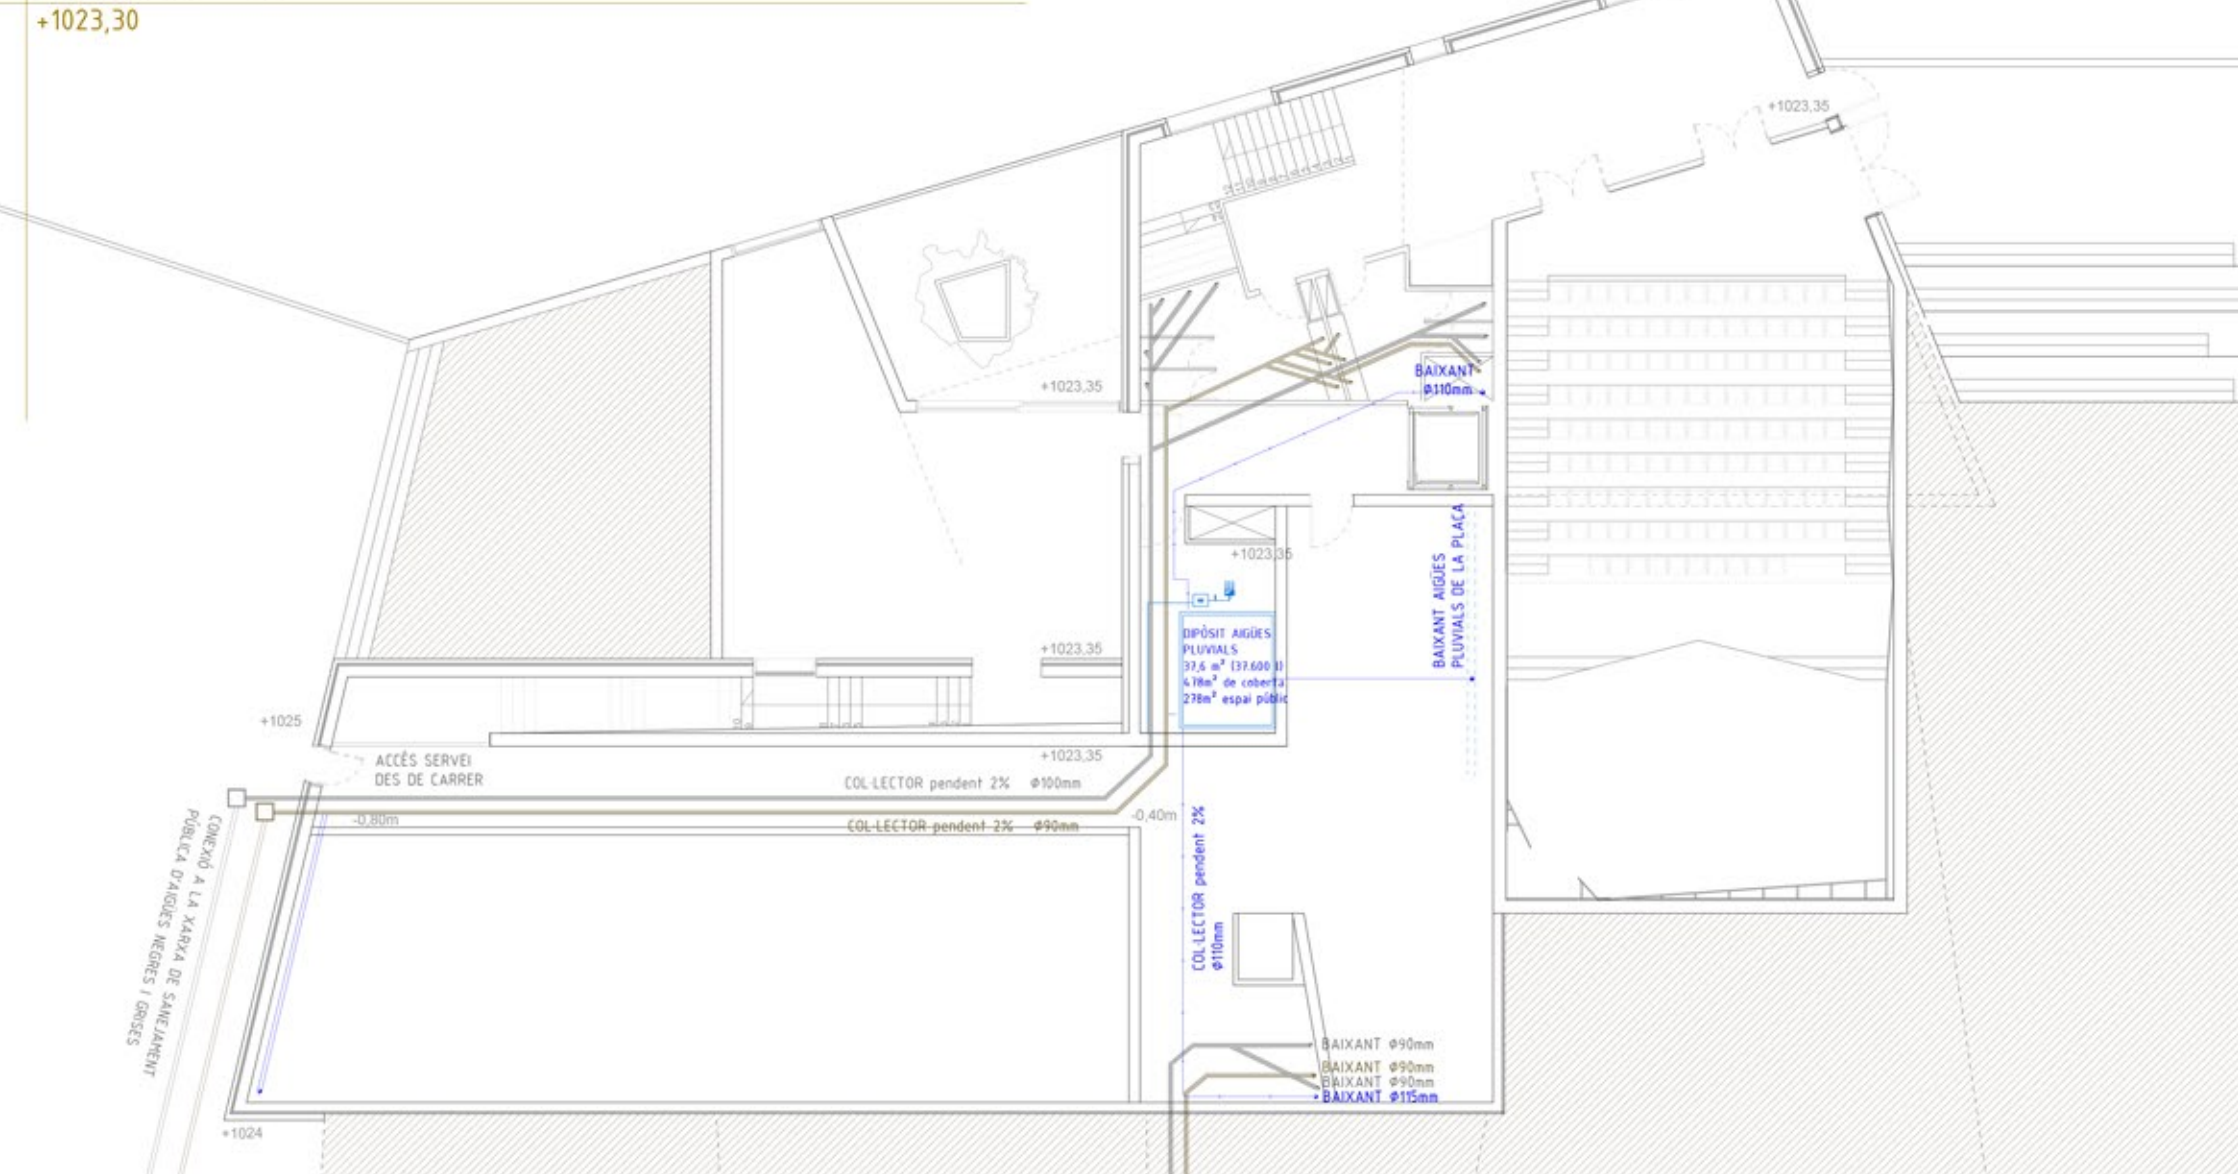 +1023,30
+1023,35
BAIXANT
Ø110mm
+1023,35
+1023,35
BAIXANT AIGÜES
PLUVIALS DE LA PLAÇA
DIPÒSIT AIGÜES
PLUVIALS
37,6 m³ (37.600 l)
478m² de coberta
278m² espai públic
+1023,35
+1025
+1023,35
ACCÉS SERVEI
DES DE CARRER
COL·LECTOR pendent 2% Ø100mm
-0,80m
COL·LECTOR pendent 2% Ø90mm
-0,40m
COL·LECTOR pendent 2%
Ø110mm
CONEXIÓ A LA XARXA DE SANEJAMENT
PÚBLICA D'AIGÜES NEGRES I GRISES
BAIXANT Ø90mm
BAIXANT Ø90mm
BAIXANT Ø90mm
BAIXANT Ø115mm
+1024